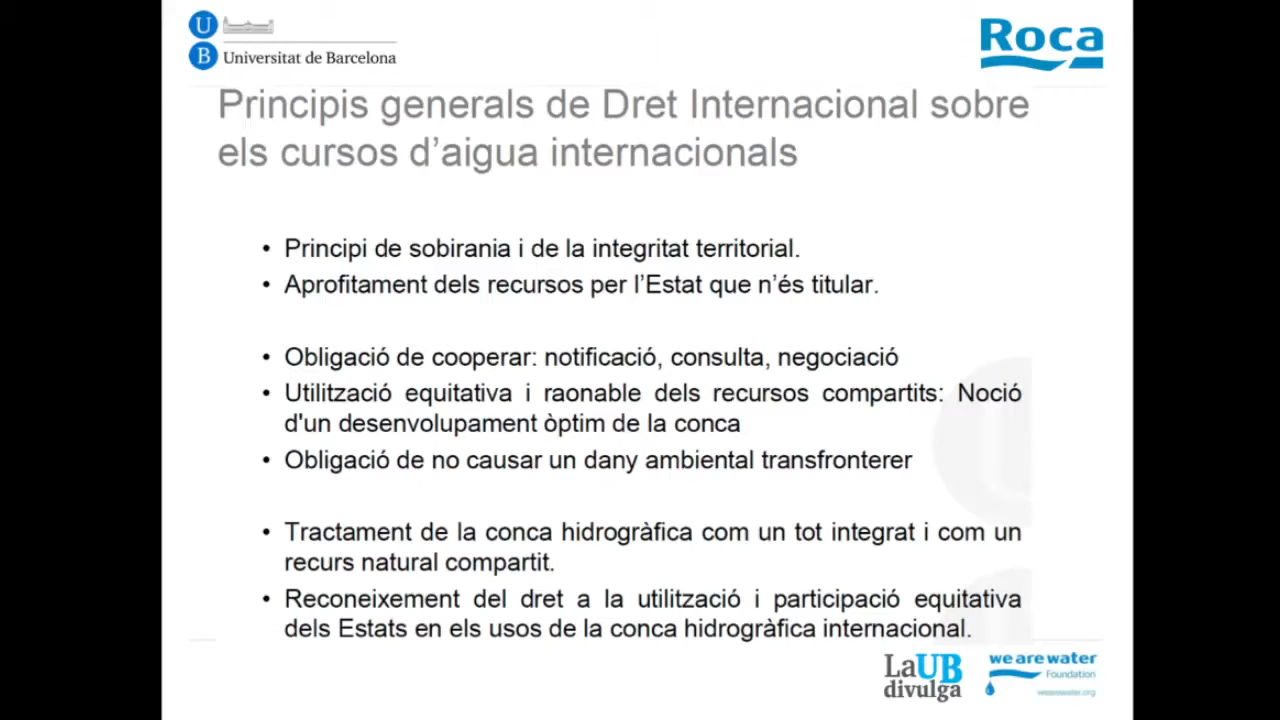 U
B Universitat de Barcelona
Roca
Principis generals de Dret Internacional sobre
els cursos d’aigua internacionals
• Principi de sobirania i de la integritat territorial.
• Aprofitament dels recursos per l’Estat que n’és titular.
• Obligació de cooperar: notificació, consulta, negociació
• Utilització equitativa i raonable dels recursos compartits: Noció
d'un desenvolupament òptim de la conca
• Obligació de no causar un dany ambiental transfronterer
• Tractament de la conca hidrogràfica com un tot integrat i com un
recurs natural compartit.
• Reconeixement del dret a la utilització i participació equitativa
dels Estats en els usos de la conca hidrogràfica internacional.
LaUB
divulga
we are water
Foundation
wearewater.org